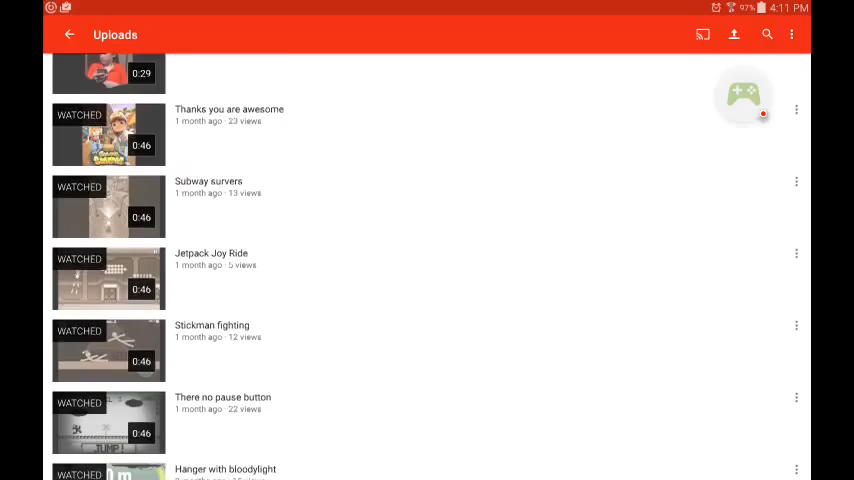 97% 4:11 PM
Uploads
0:29
WATCHED
0:46
Thanks you are awesome
1 month ago · 23 views
WATCHED
0:46
Subway survers
1 month ago · 13 views
WATCHED
0:46
Jetpack Joy Ride
1 month ago · 5 views
WATCHED
0:46
Stickman fighting
1 month ago · 12 views
WATCHED
0:46
JUMP!
There no pause button
1 month ago · 22 views
WATCHED
Hanger with bloodylight